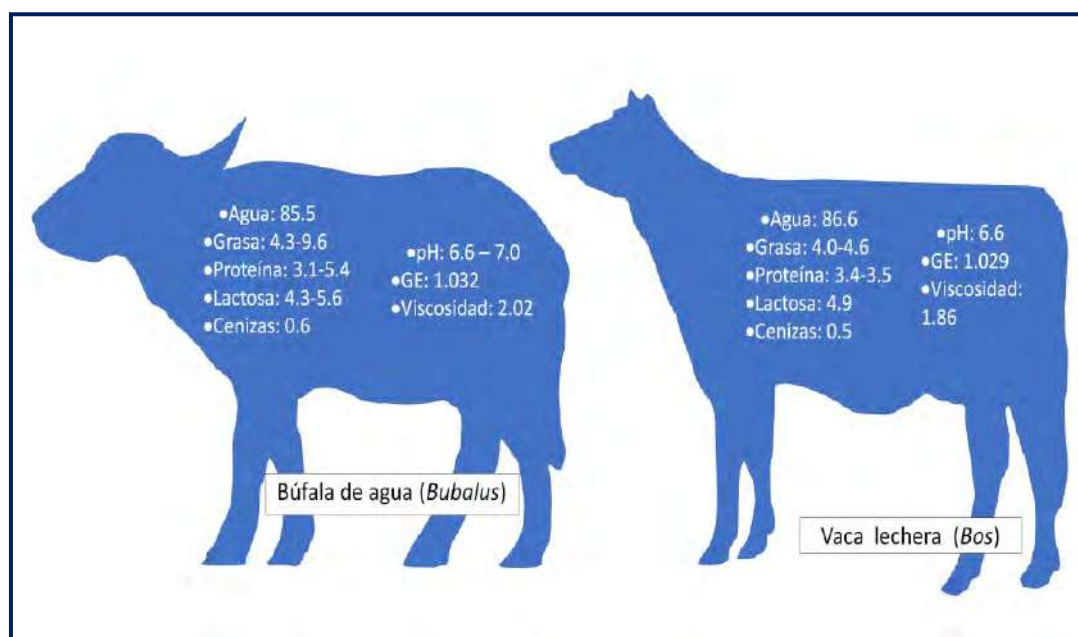 •Agua: 85.5
•Grasa: 4.3-9.6
•Proteína: 3.1-5.4
•Lactosa: 4.3-5.6
•Cenizas: 0.6
•pH: 6.6 – 7.0
•GE: 1.032
•Viscosidad: 2.02
Búfala de agua (Bubalus)
•Agua: 86.6
•Grasa: 4.0-4.6
•Proteína: 3.4-3.5
•Lactosa: 4.9
•Cenizas: 0.5
•pH: 6.6
•GE: 1.029
•Viscosidad:
1.86
Vaca lechera (Bos)